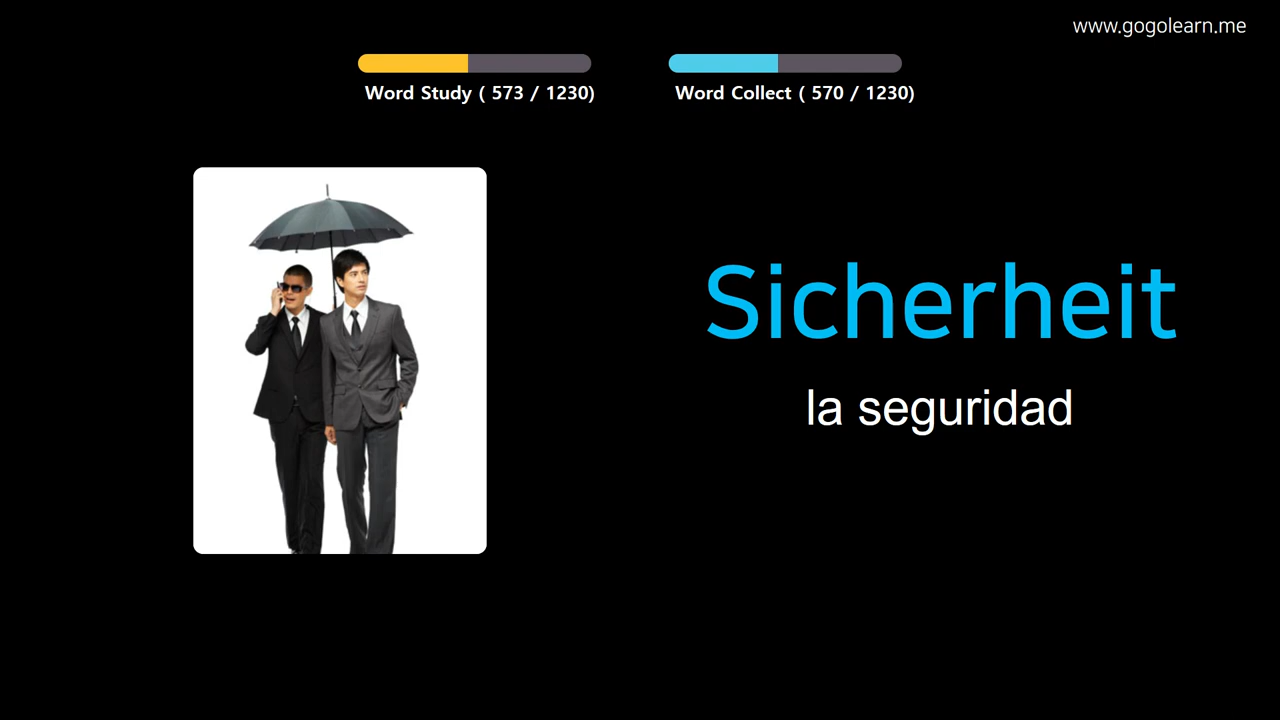 www.gogolearn.me
Word Study ( 573 / 1230)
Word Collect ( 570 / 1230)
Sicherheit
la seguridad